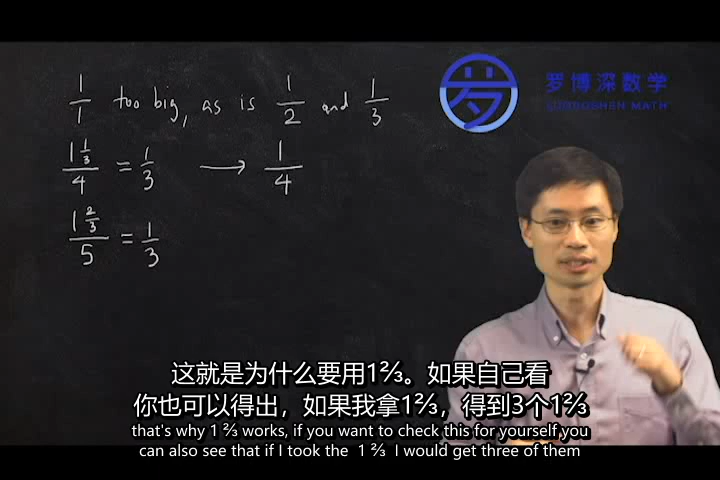 1/1 too big, as is 1/2 and 1/3
1 1/3 / 4 = 1/3 → 1/4
1 2/3 / 5 = 1/3
罗博深数学
LUOBOSHEN MATH
这就是为什么要用1⅔。如果自己看
你也可以得出，如果我拿1⅔，得到3个1⅔
that's why 1 ⅔ works, if you want to check this for yourself you
can also see that if I took the 1 ⅔ I would get three of them